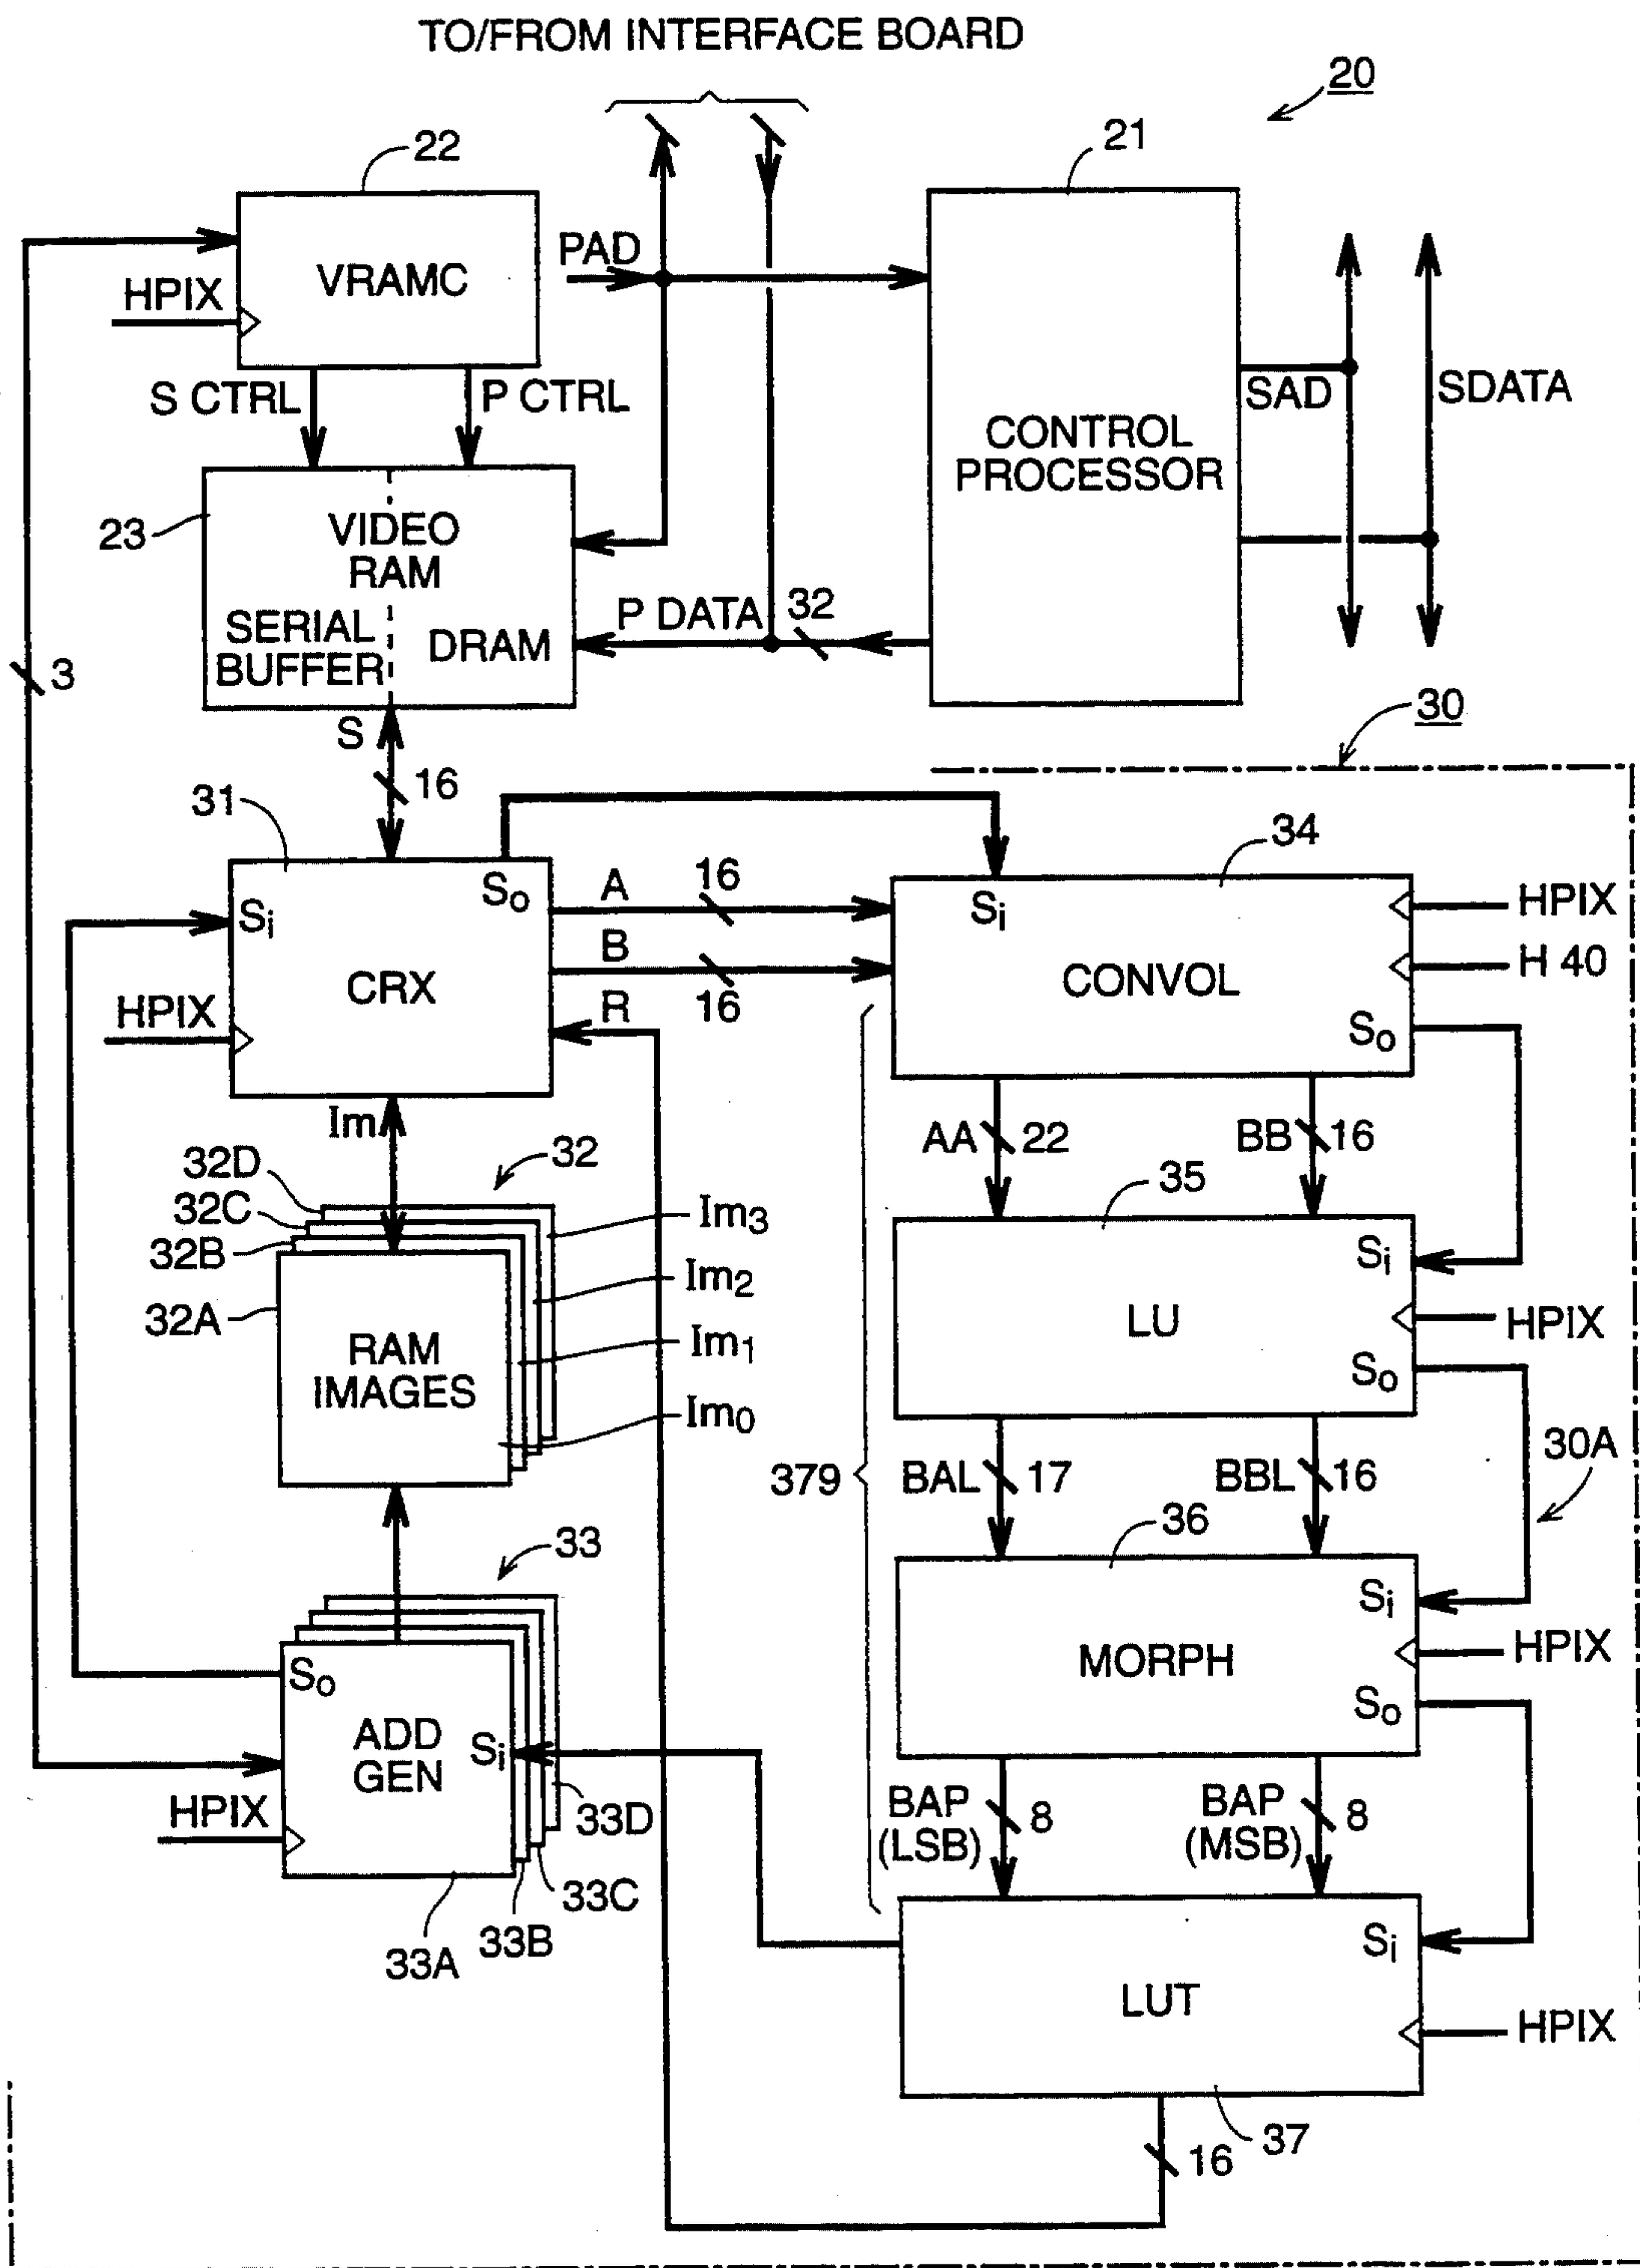 TO/FROM INTERFACE BOARD
20
22
21
VRAMC
HPIX
PAD
S CTRL
P CTRL
SAD
SDATA
CONTROL
PROCESSOR
23
VIDEO
RAM
SERIAL
BUFFER
DRAM
P DATA
32
3
S
16
30
31
So
Si
CRX
HPIX
A
16
B
16
R
34
Si
CONVOL
HPIX
H 40
So
Im
AA
22
BB
16
32D
32C
32B
32A
32
Im3
Im2
Im1
Im0
RAM
IMAGES
35
Si
LU
HPIX
So
30A
379
BAL
17
BBL
16
33
36
Si
MORPH
HPIX
So
So
ADD
GEN
Si
HPIX
33D
33C
33B
33A
BAP
(LSB)
8
BAP
(MSB)
8
Si
LUT
HPIX
37
16